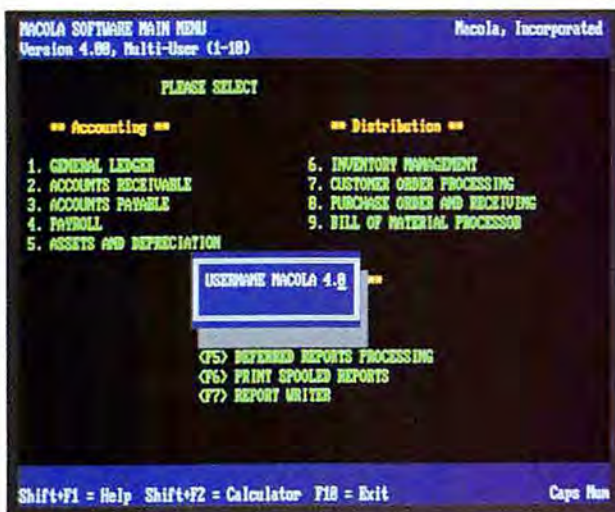 MACOLA SOFTWARE MAIN MENU Macola, Incorporated
Version 4.00, Multi-User (1-10)
PLEASE SELECT
== Accounting == == Distribution ==
1. GENERAL LEDGER 6. INVENTORY MANAGEMENT
2. ACCOUNTS RECEIVABLE 7. CUSTOMER ORDER PROCESSING
3. ACCOUNTS PAYABLE 8. PURCHASE ORDER AND RECEIVING
4. PAYROLL 9. BILL OF MATERIAL PROCESSOR
5. ASSETS AND DEPRECIATION
USERNAME MACOLA 4.0 ==
<F5> DEFERRED REPORTS PROCESSING
<F6> PRINT SPOOLED REPORTS
<F7> REPORT WRITER
Shift+F1 = Help Shift+F2 = Calculator F10 = Exit Caps Num